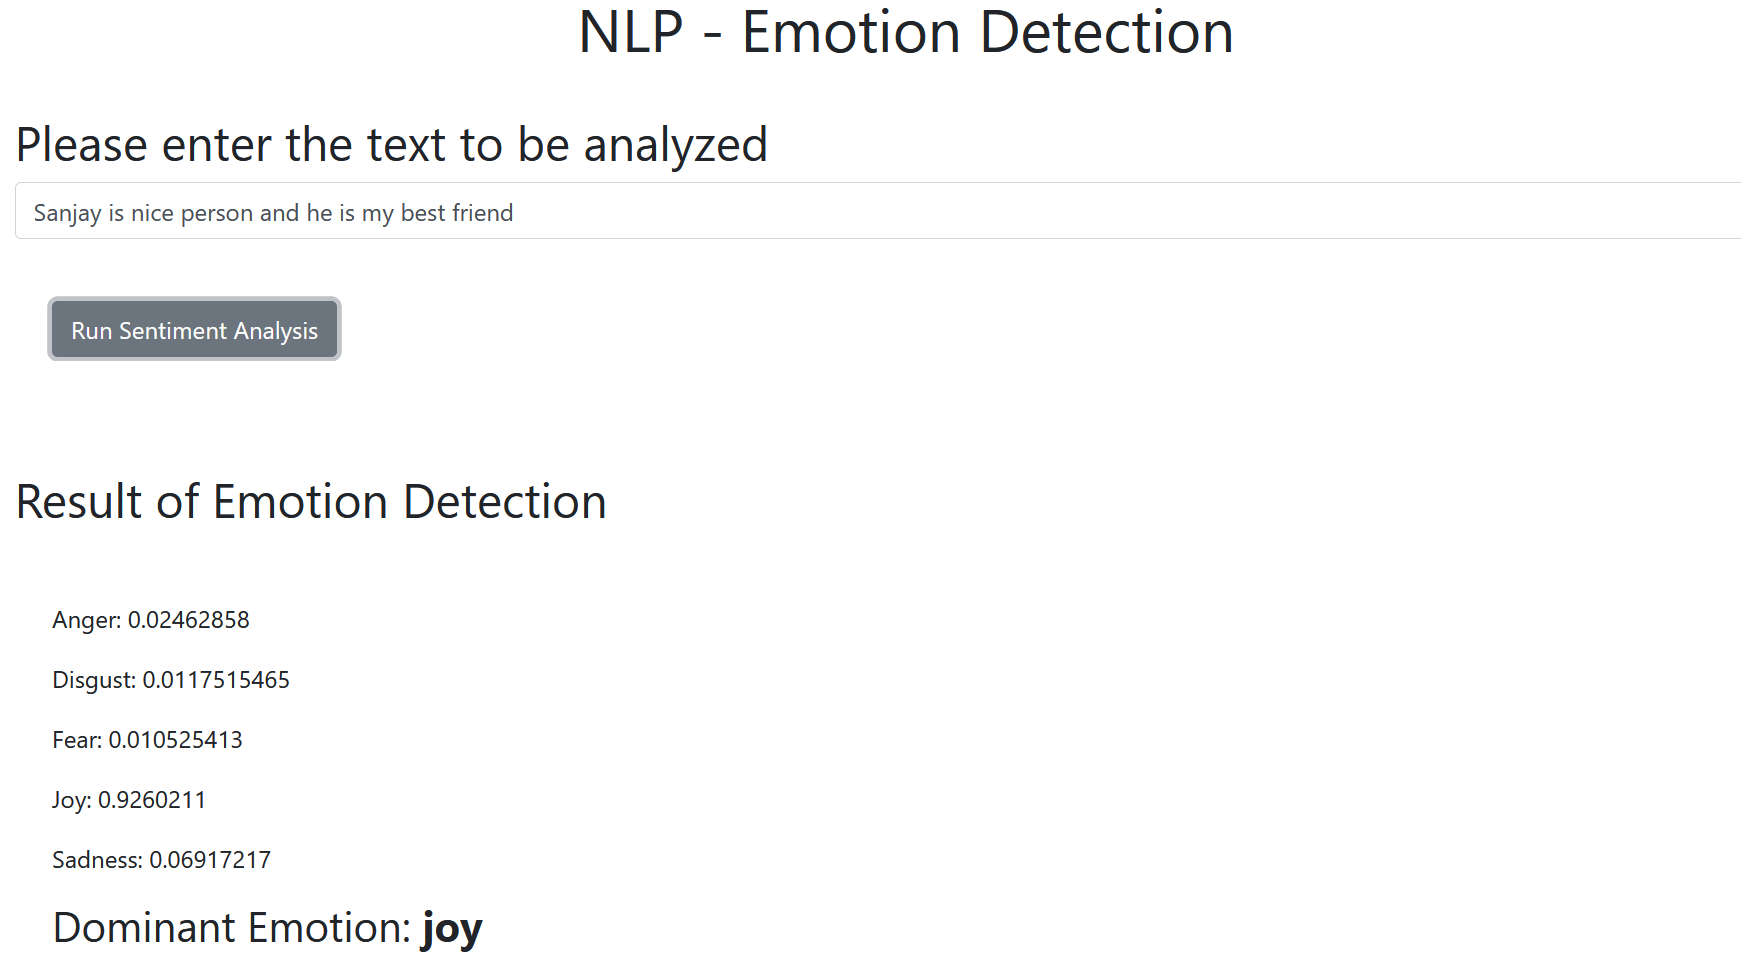 NLP - Emotion Detection
Please enter the text to be analyzed
Sanjay is nice person and he is my best friend
Run Sentiment Analysis
Result of Emotion Detection
Anger: 0.02462858
Disgust: 0.0117515465
Fear: 0.010525413
Joy: 0.9260211
Sadness: 0.06917217
Dominant Emotion: joy